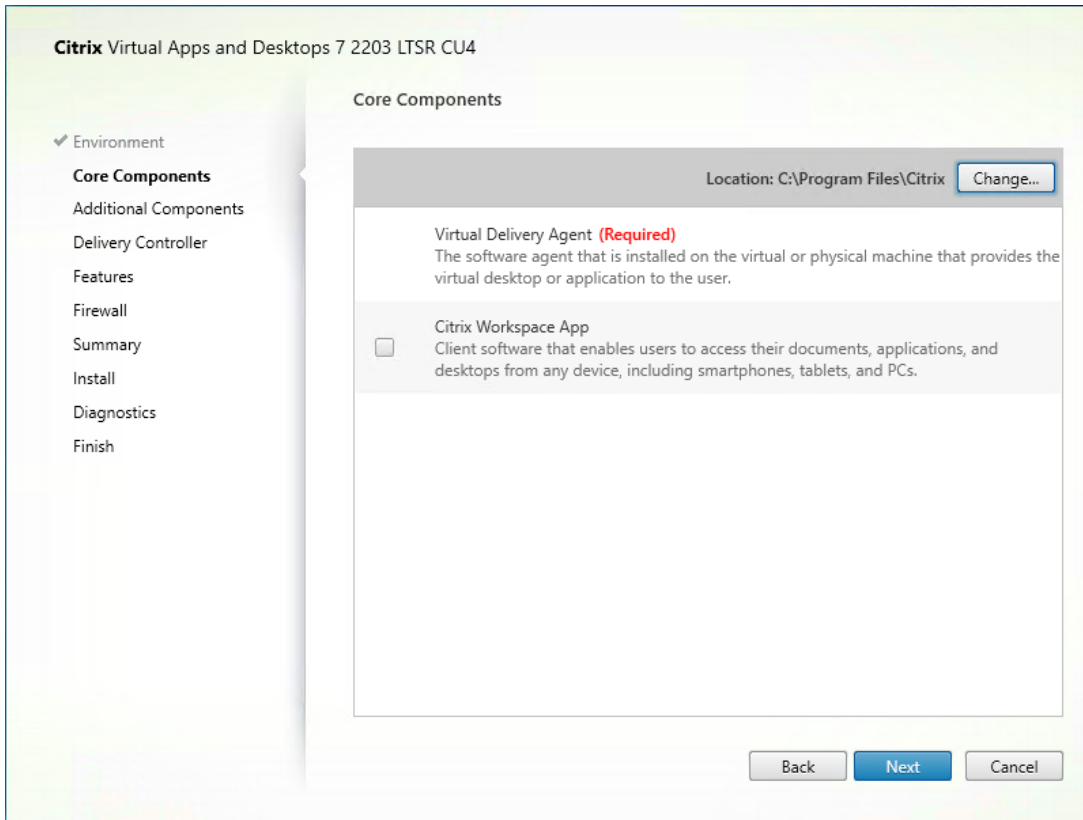 Citrix Virtual Apps and Desktops 7 2203 LTSR CU4
Environment
Core Components
Additional Components
Delivery Controller
Features
Firewall
Summary
Install
Diagnostics
Finish
Core Components
Location: C:\Program Files\Citrix
Change...
Virtual Delivery Agent (Required)
The software agent that is installed on the virtual or physical machine that provides the
virtual desktop or application to the user.
Citrix Workspace App
Client software that enables users to access their documents, applications, and
desktops from any device, including smartphones, tablets, and PCs.
Back
Next
Cancel